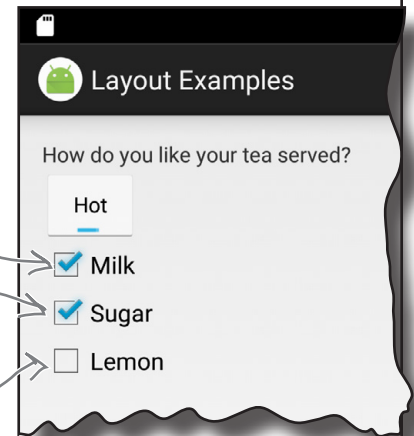 Layout Examples
How do you like your tea served?
Hot
Milk
Sugar
Lemon